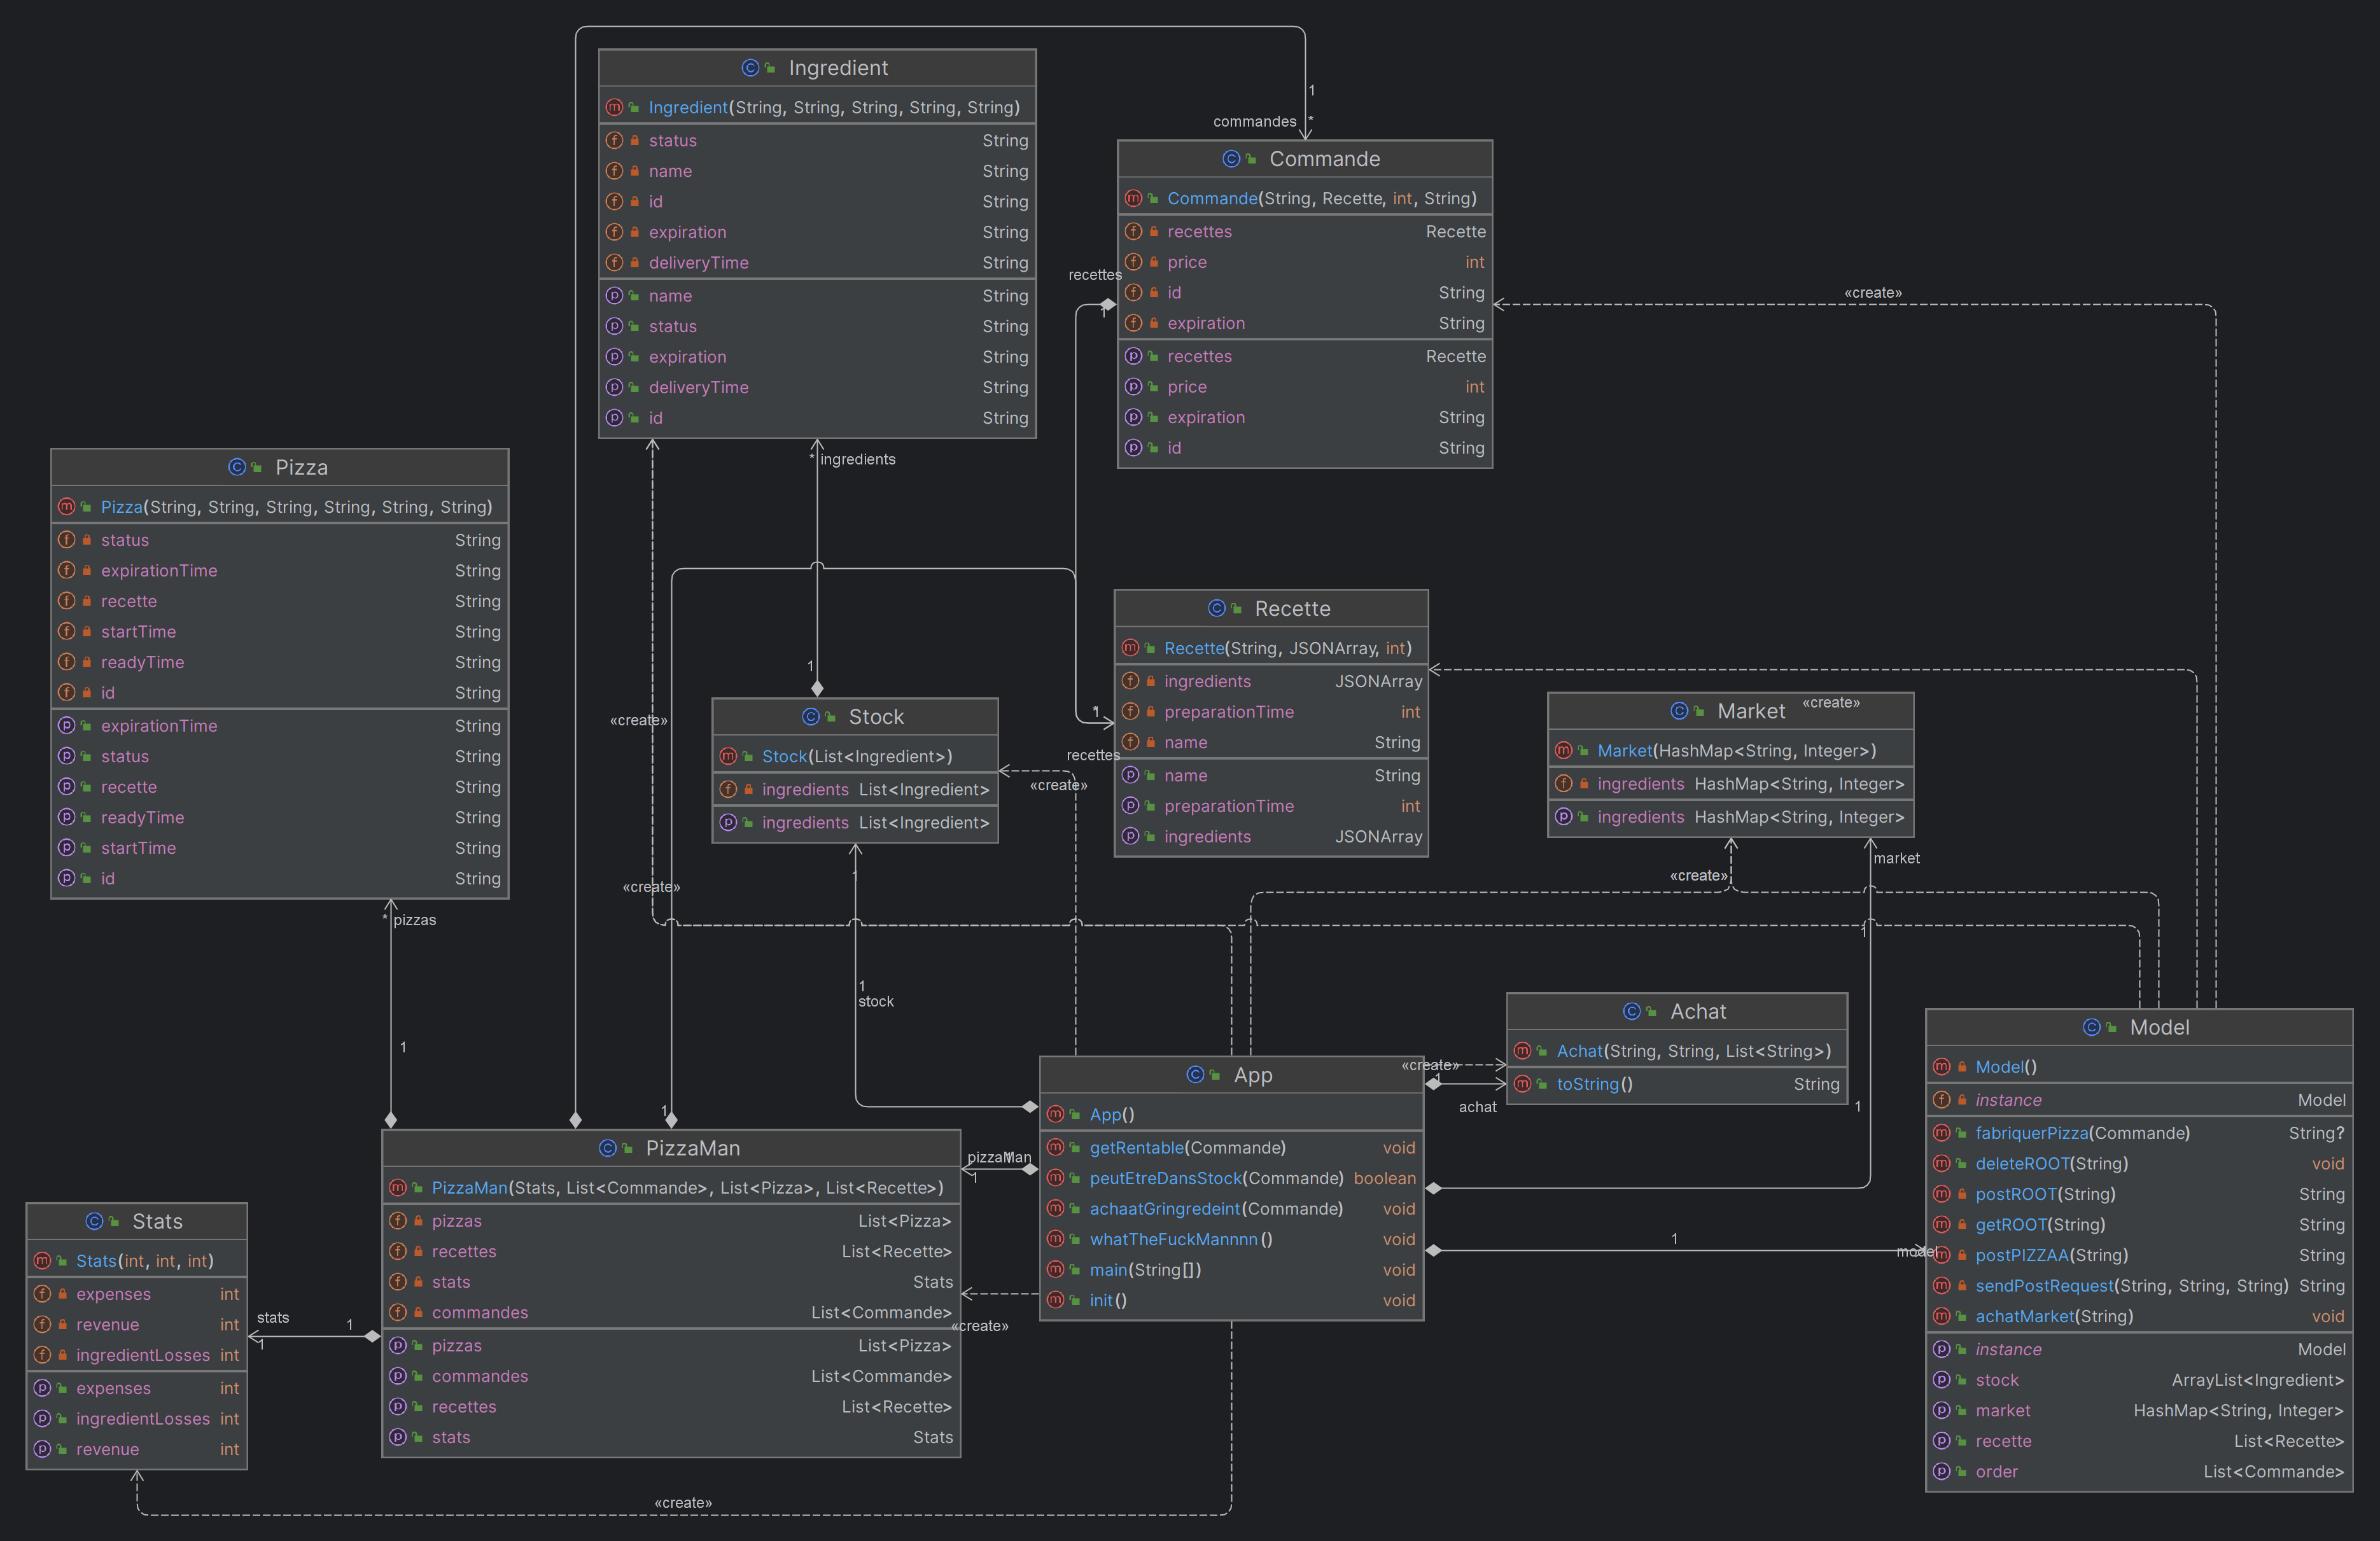 Ingredient
Ingredient(String, String, String, String, String)
status String
name String
id String
expiration String
deliveryTime String
name String
status String
expiration String
deliveryTime String
id String
1
commandes *
Commande
Commande(String, Recette, int, String)
recettes Recette
price int
id String
expiration String
recettes Recette
price int
expiration String
id String
recettes
1
«create»
* ingredients
1
Pizza
Pizza(String, String, String, String, String, String)
status String
expirationTime String
recette String
startTime String
readyTime String
id String
expirationTime String
status String
recette String
readyTime String
startTime String
id String
* pizzas
1
«create»
«create»
Stock
Stock(List<Ingredient>)
ingredients List<Ingredient>
ingredients List<Ingredient>
1
1
stock
«create»
Recette
Recette(String, JSONArray, int)
ingredients JSONArray
preparationTime int
name String
name String
preparationTime int
ingredients JSONArray
recettes
Market
«create»
Market(HashMap<String, Integer>)
ingredients HashMap<String, Integer>
ingredients HashMap<String, Integer>
«create»
market
1
1
Achat
Achat(String, String, List<String>)
toString() String
«create»
1
achat
App
App()
getRentable(Commande) void
peutEtreDansStock(Commande) boolean
achaatGringredeint(Commande) void
whatTheFuckMannnn() void
main(String[]) void
init() void
pizzaMan
1
«create»
1
model
Model
Model()
instance Model
fabriquerPizza(Commande) String?
deleteROOT(String) void
postROOT(String) String
getROOT(String) String
postPIZZAA(String) String
sendPostRequest(String, String, String) String
achatMarket(String) void
instance Model
stock ArrayList<Ingredient>
market HashMap<String, Integer>
recette List<Recette>
order List<Commande>
1
PizzaMan
PizzaMan(Stats, List<Commande>, List<Pizza>, List<Recette>)
pizzas List<Pizza>
recettes List<Recette>
stats Stats
commandes List<Commande>
pizzas List<Pizza>
commandes List<Commande>
recettes List<Recette>
stats Stats
stats
1
1
Stats
Stats(int, int, int)
expenses int
revenue int
ingredientLosses int
expenses int
ingredientLosses int
revenue int
«create»